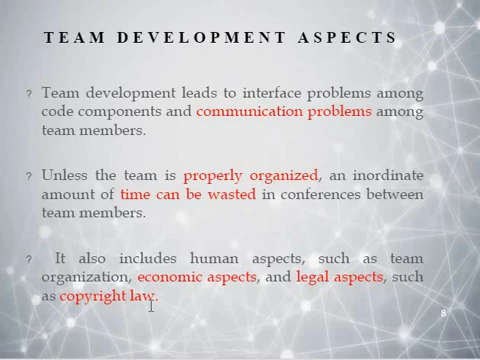 TEAM DEVELOPMENT ASPECTS
? Team development leads to interface problems among
code components and communication problems among
team members.
? Unless the team is properly organized, an inordinate
amount of time can be wasted in conferences between
team members.
? It also includes human aspects, such as team
organization, economic aspects, and legal aspects, such
as copyright law.
8